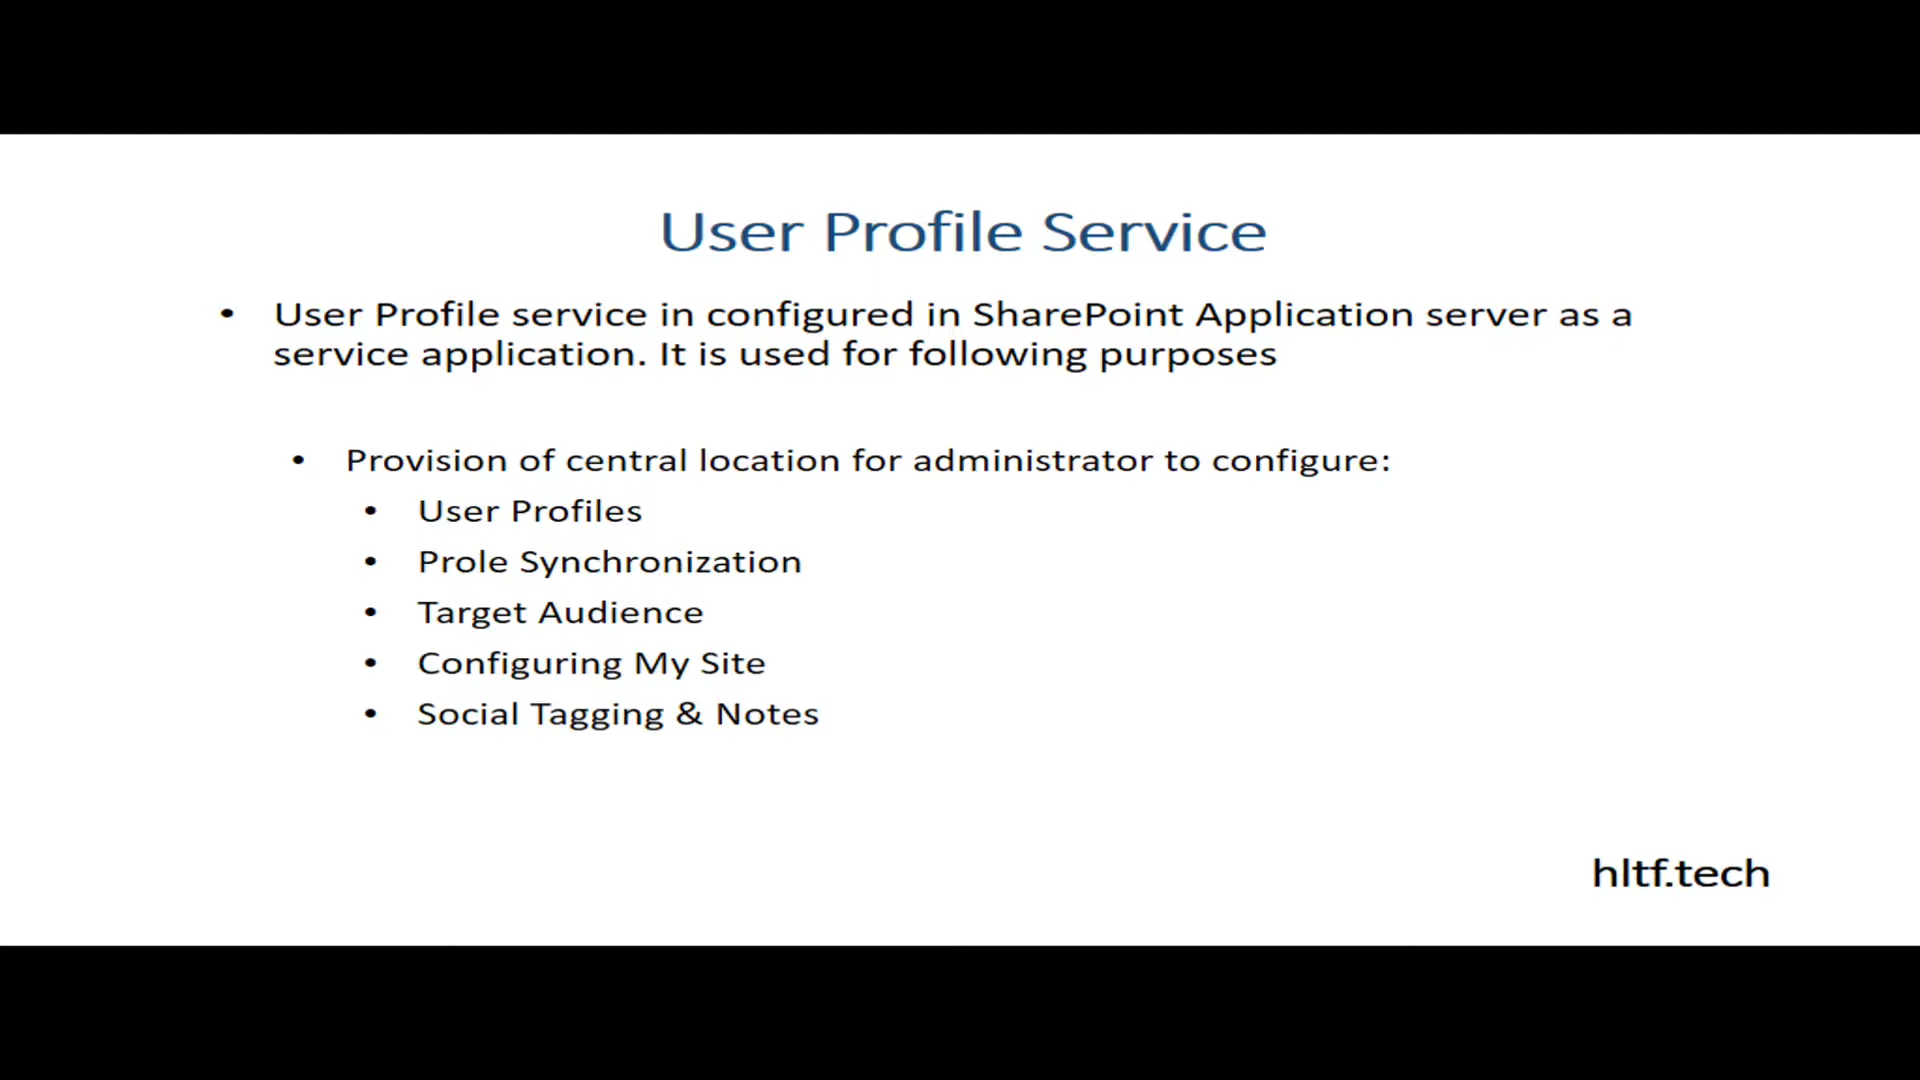 User Profile Service
• User Profile service in configured in SharePoint Application server as a
service application. It is used for following purposes
• Provision of central location for administrator to configure:
• User Profiles
• Prole Synchronization
• Target Audience
• Configuring My Site
• Social Tagging & Notes
hltf.tech